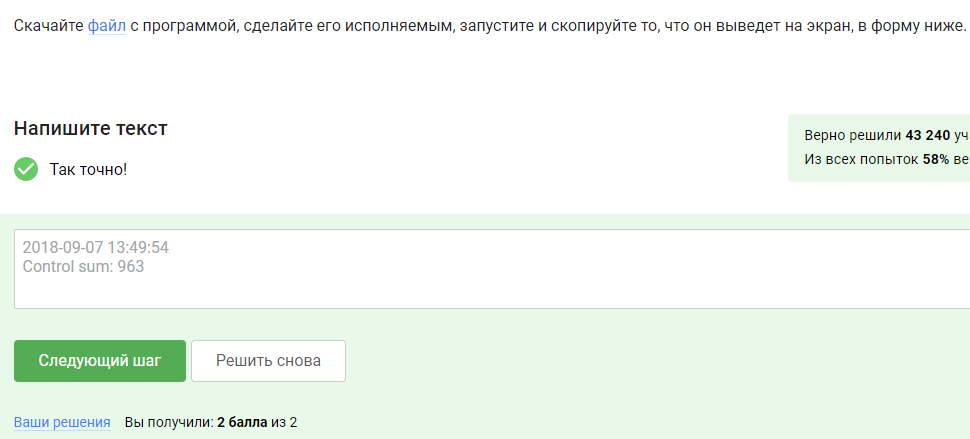 Скачайте файл с программой, сделайте его исполняемым, запустите и скопируйте то, что он выведет на экран, в форму ниже.
Напишите текст
Так точно!
Верно решили 43 240
Из всех попыток 58%
2018-09-07 13:49:54
Control sum: 963
Следующий шаг
Решить снова
Ваши решения Вы получили: 2 балла из 2